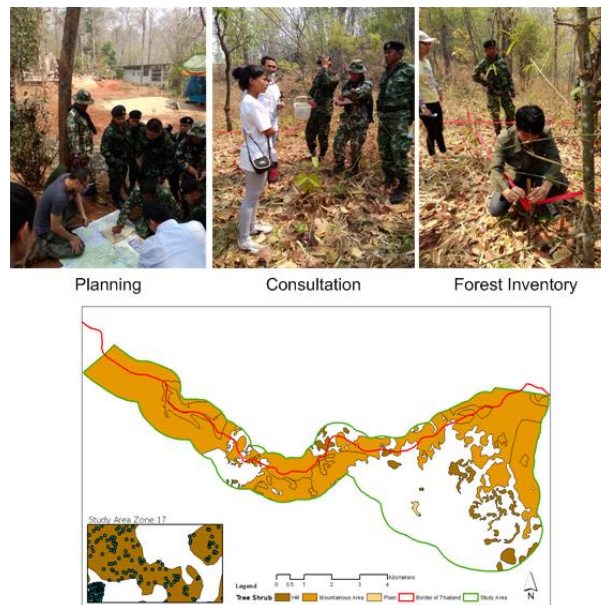 Planning
Consultation
Forest Inventory
Study Area Zone 17
Kilometers
0 0.5 1 2 3 4
Legend
Tree Shrub Hill Mountainous Area Plain Border of Thailand Study Area
N